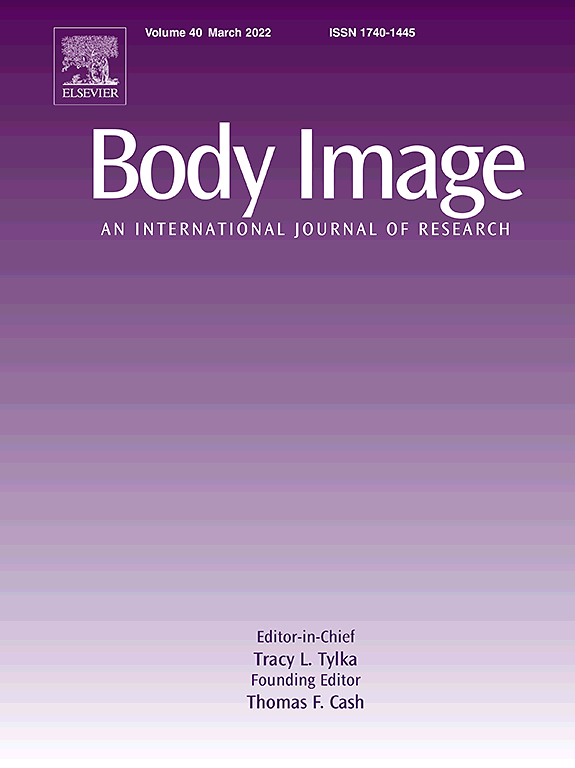 Volume 40 March 2022 ISSN 1740-1445
ELSEVIER
Body Image
AN INTERNATIONAL JOURNAL OF RESEARCH
Editor-in-Chief
Tracy L. Tylka
Founding Editor
Thomas F. Cash